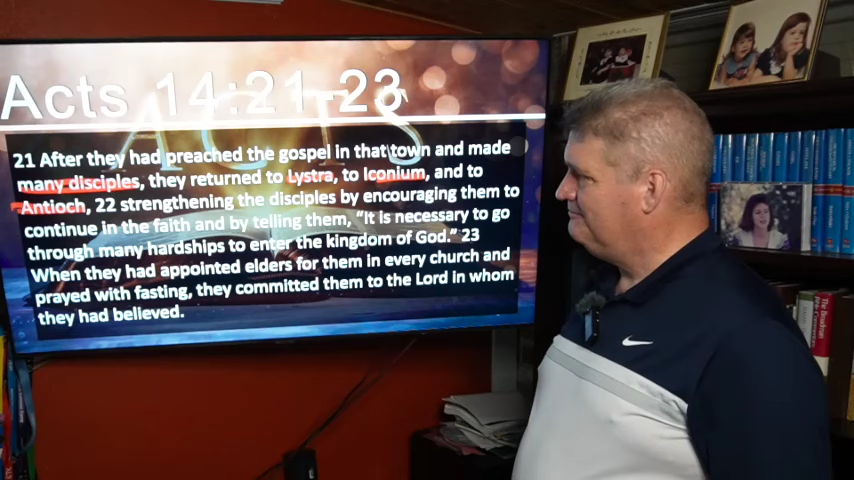 Acts 14:21-23
ACTS
21 After they had preached the gospel in that town and made
many disciples, they returned to Lystra, to Iconium, and to
Antioch, 22 strengthening the disciples by encouraging them to
continue in the faith and by telling them, “It is necessary to go
through many hardships to enter the kingdom of God.” 23
When they had appointed elders for them in every church and
prayed with fasting, they committed them to the Lord in whom
they had believed.